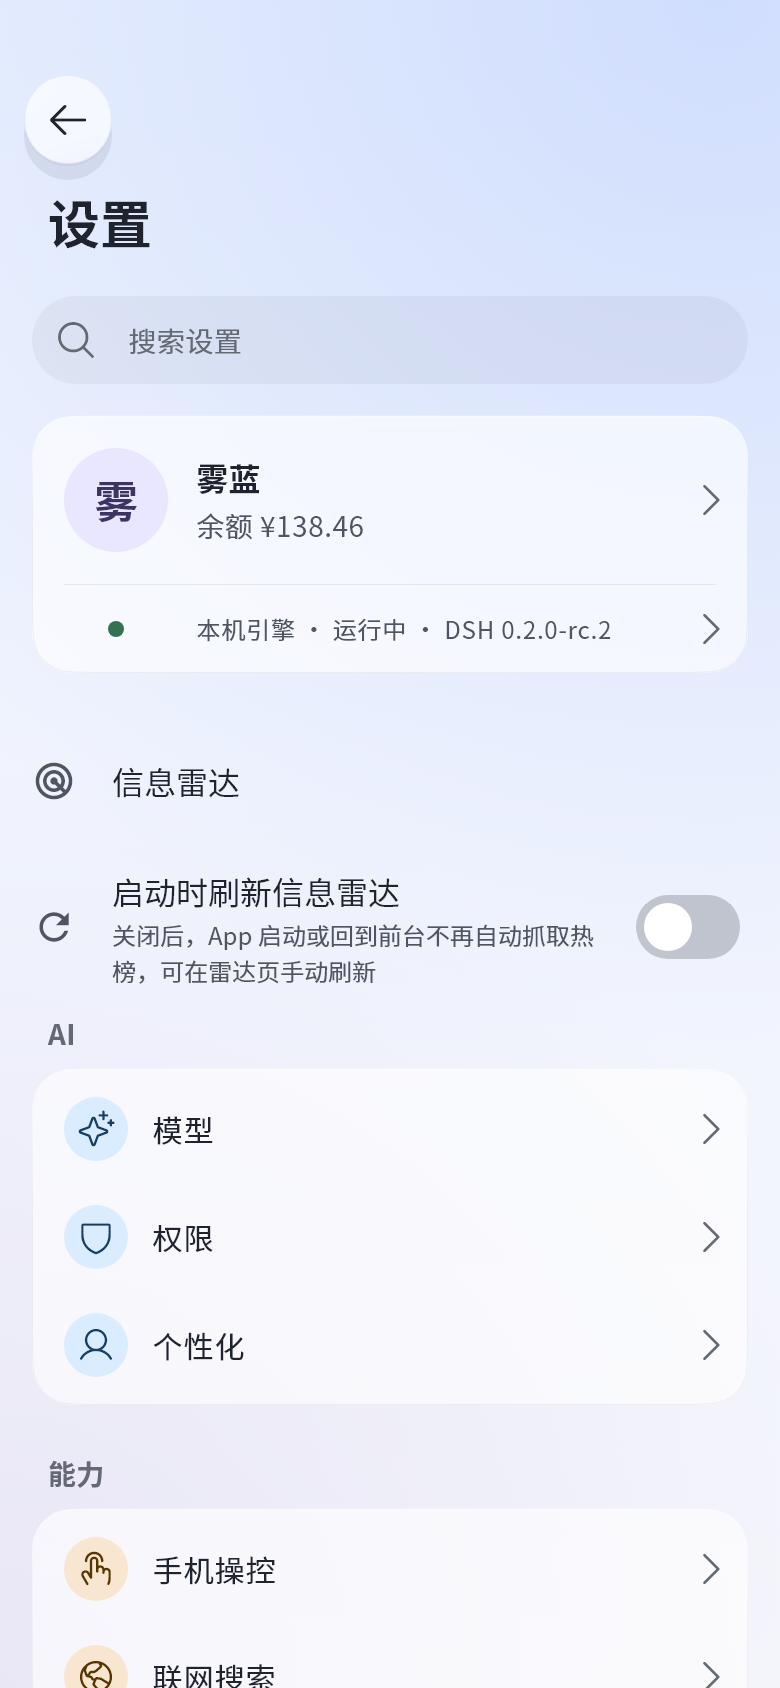 设置
搜索设置
雾
雾蓝
余额 ¥138.46
本机引擎 · 运行中 · DSH 0.2.0-rc.2
信息雷达
启动时刷新信息雷达
关闭后，App 启动或回到前台不再自动抓取热
榜，可在雷达页手动刷新
AI
模型
权限
个性化
能力
手机操控
联网搜索